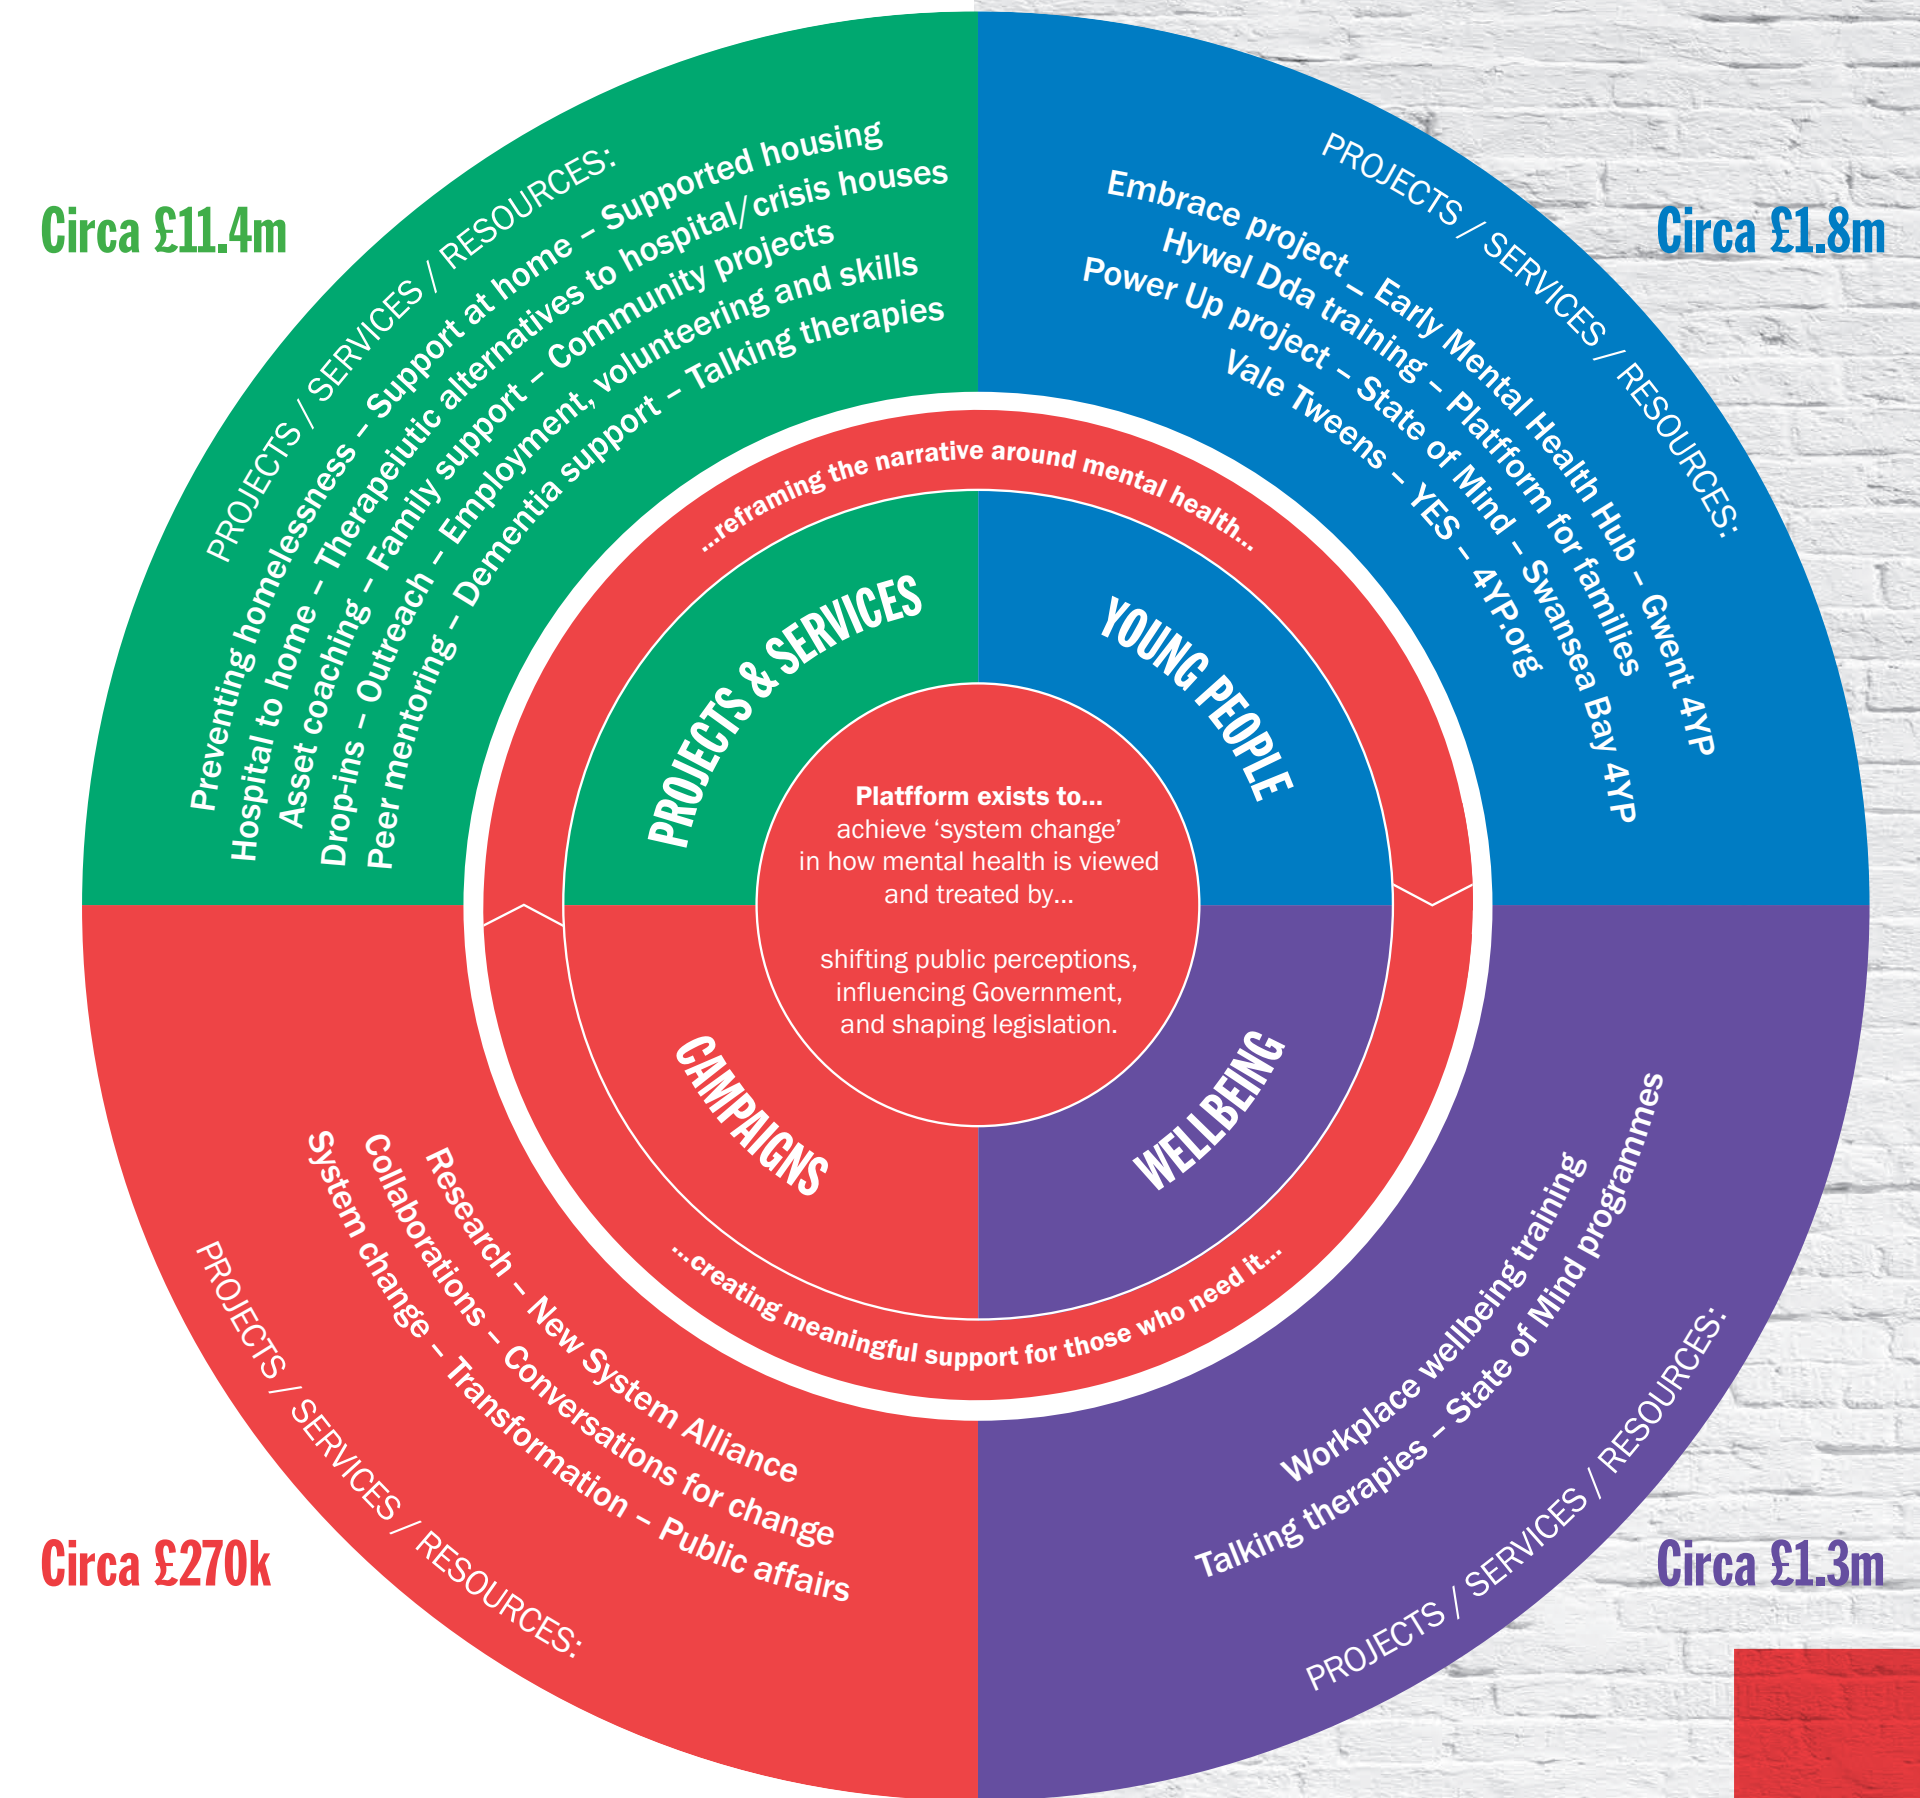 Circa £11.4m
PROJECTS / SERVICES / RESOURCES:
Preventing homelessness – Support at home – Supported housing
Hospital to home – Therapeiutic alternatives to hospital/crisis houses
Asset coaching – Family support – Community projects
Drop-ins – Outreach – Employment, volunteering and skills
Peer mentoring – Dementia support – Talking therapies
Circa £1.8m
PROJECTS / SERVICES / RESOURCES:
Embrace project – Early Mental Health Hub – Gwent 4YP
Hywel Dda training – Platfform for families
Power Up project – State of Mind – Swansea Bay 4YP
Vale Tweens – YES – 4YP.org
...reframing the narrative around mental health...
PROJECTS & SERVICES
YOUNG PEOPLE
Platfform exists to...
achieve ‘system change’
in how mental health is viewed
and treated by...
shifting public perceptions,
influencing Government,
and shaping legislation.
CAMPAIGNS
WELLBEING
...creating meaningful support for those who need it...
Research – New System Alliance
Collaborations – Conversations for change
System change – Transformation – Public affairs
PROJECTS / SERVICES / RESOURCES:
Circa £270k
Workplace wellbeing training
Talking therapies – State of Mind programmes
PROJECTS / SERVICES / RESOURCES:
Circa £1.3m